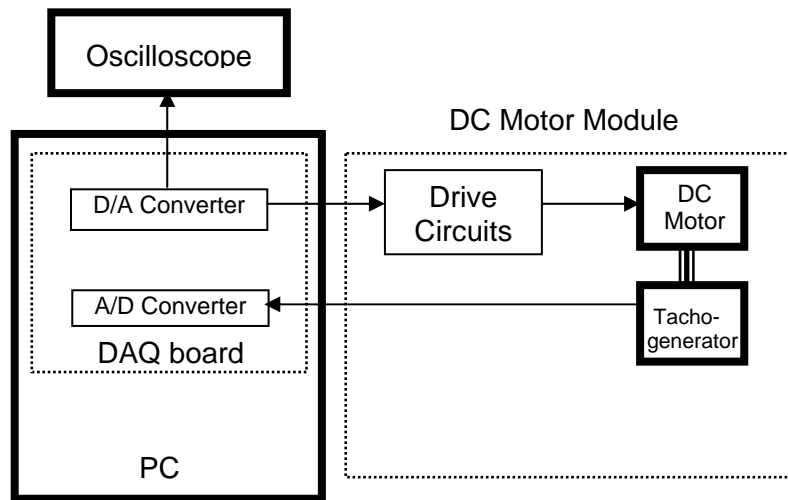 Oscilloscope
DC Motor Module
D/A Converter
Drive
Circuits
DC
Motor
A/D Converter
Tacho-
generator
DAQ board
PC